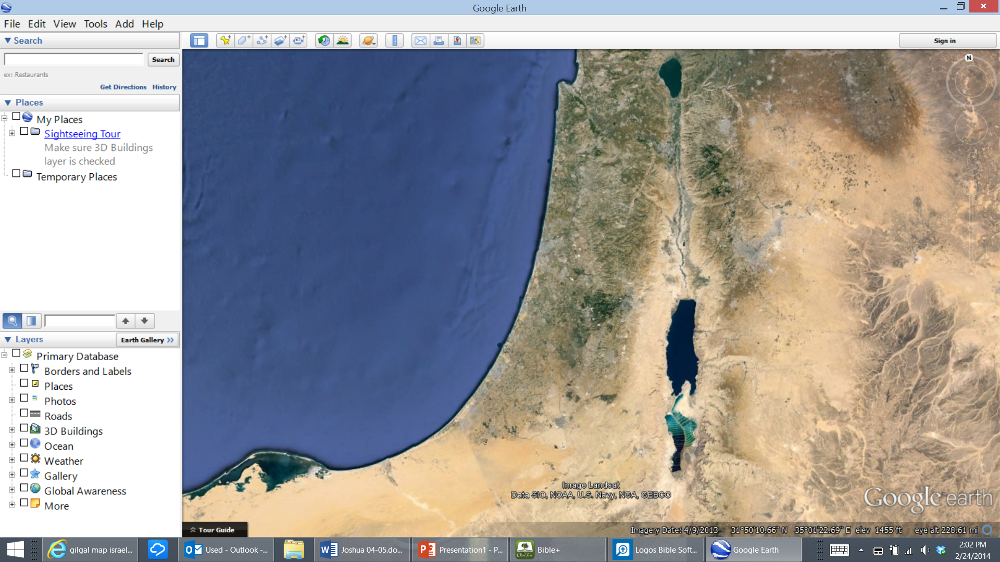 Google Earth
File Edit View Tools Add Help
Search
Sign in
Search
ex: Restaurants
Get Directions History
Places
My Places
Sightseeing Tour
Make sure 3D Buildings
layer is checked
Temporary Places
Layers
Earth Gallery >>
Primary Database
Borders and Labels
Places
Photos
Roads
3D Buildings
Ocean
Weather
Gallery
Global Awareness
More
N
Image Landsat
Data SIO, NOAA, U.S. Navy, NGA, GEBCO
Google earth
Tour Guide
Imagery Date: 4/9/2013 31°50'10.66" N 35°01'22.69" E elev 1455 ft eye alt 228.61 mi
gilgal map israel...
Used - Outlook -...
Joshua 04-05.do...
Presentation1 - P...
Bible+
Logos Bible Soft...
Google Earth
2:02 PM
2/24/2014